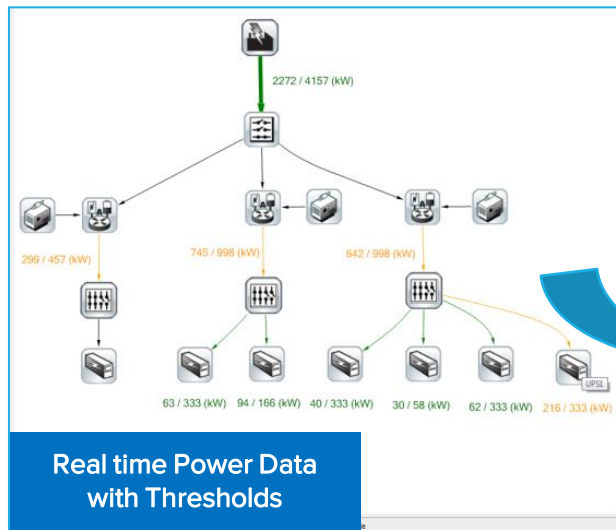 2272 / 4157 (kW)
299 / 457 (kW)
745 / 998 (kW)
642 / 998 (kW)
63 / 333 (kW)
94 / 166 (kW)
40 / 333 (kW)
30 / 58 (kW)
62 / 333 (kW)
216 / 333 (kW)
UPS1
Real time Power Data
with Thresholds
e